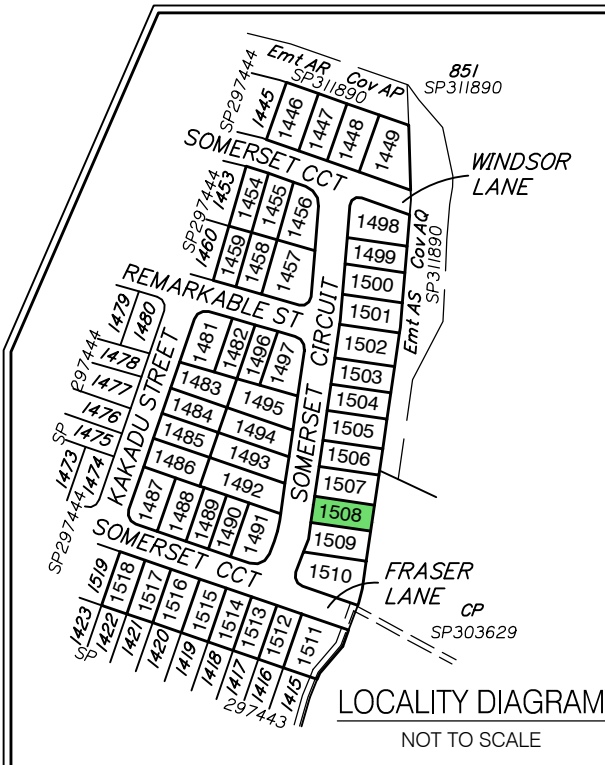 Emt AR
Cov AP
SP311890
851
SP311890
SP297444
1445
1446
1447
1448
1449
SOMERSET CCT
WINDSOR
LANE
SP297444
1453
1454
1455
1456
1460
1459
1458
1457
1498
1499
1500
1501
1502
1503
1504
1505
1506
1507
1508
1509
1510
Cov AQ
SP311890
Emt AS
REMARKABLE ST
SOMERSET CIRCUIT
1479
1480
297444
1478
1477
1476
SP
1475
1473
1474
SP297444
KAKADU STREET
1481
1482
1496
1497
1483
1495
1484
1494
1485
1493
1486
1492
1487
1488
1489
1490
1491
SOMERSET CCT
FRASER
LANE
CP
SP303629
1519
1518
1517
1516
1515
1514
1513
1512
1511
1423
1422
1421
1420
1419
1418
1417
1416
1415
SP
297443
LOCALITY DIAGRAM
NOT TO SCALE